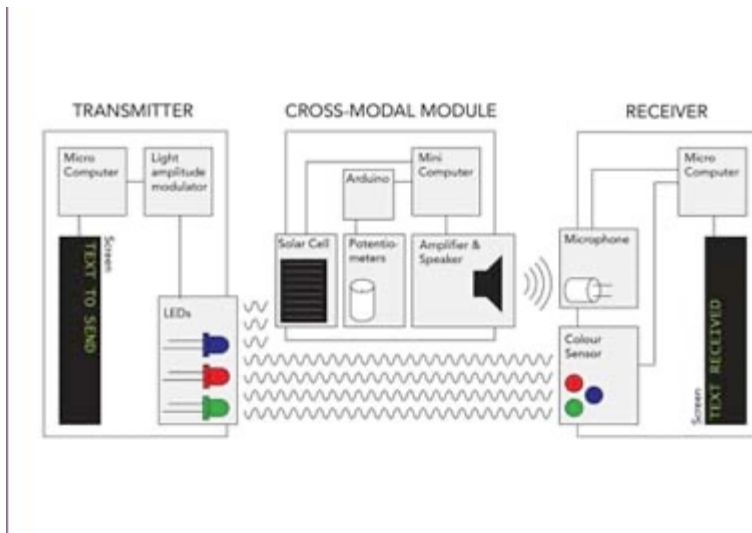 TRANSMITTER
Micro
Computer
Light
amplitude
modulator
Screen
TEXT TO SEND
LEDs
CROSS-MODAL MODULE
Arduino
Mini
Computer
Solar Cell
Potentio-
meters
Amplifier &
Speaker
RECEIVER
Micro
Computer
Microphone
Colour
Sensor
Screen
TEXT RECEIVED